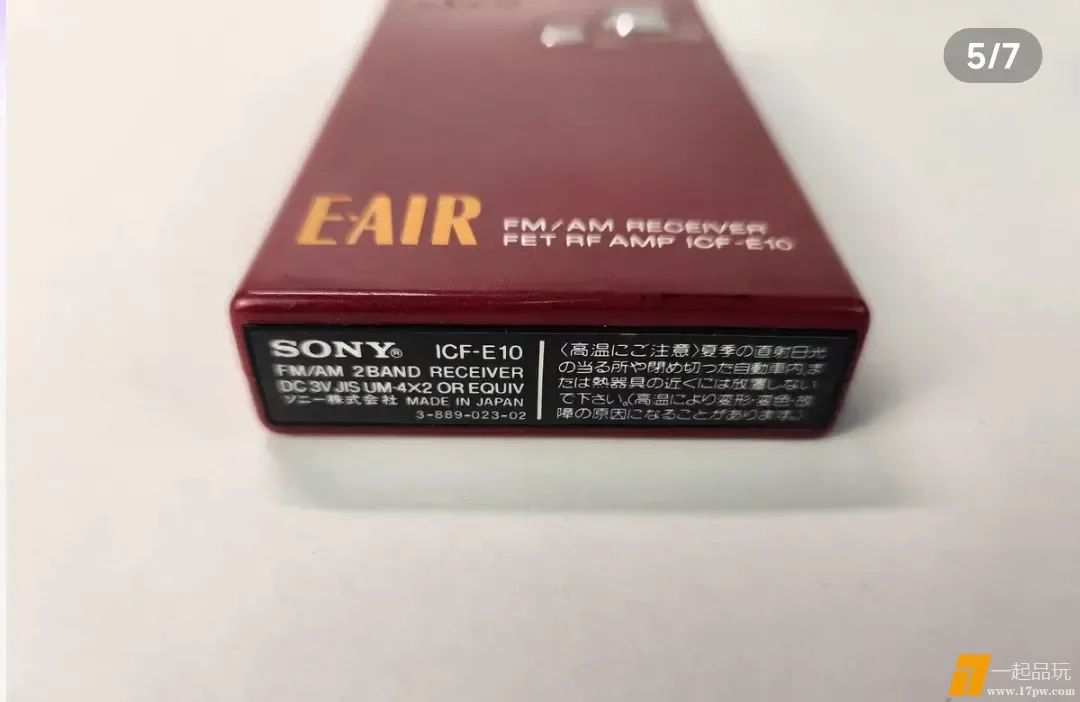 5/7
E-AIR
FM/AM RECEIVER
FET RF AMP ICF-E10
SONY® ICF-E10
FM/AM 2BAND RECEIVER
DC 3V JIS UM-4×2 OR EQUIV
ソニー株式会社 MADE IN JAPAN
3-889-023-02
〈高温にご注意〉夏季の直射日光
の当る所や閉め切った自動車内,ま
たは熱器具の近くには放置しない
で下さい。(高温により変形・変色・故
障の原因になることがあります。)
一起品玩
www.17pw.com